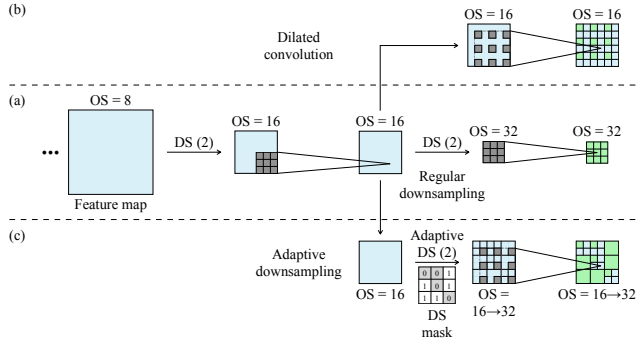 (b)
OS = 16
OS = 16
Dilated
convolution
(a)
OS = 8
OS = 16
OS = 16
DS (2)
DS (2)
OS = 32
OS = 32
Regular
downsampling
Feature map
(c)
Adaptive
downsampling
OS = 16
Adaptive
DS (2)
0 0 1
1 0 1
1 1 0
DS
mask
OS =
16→32
OS = 16→32